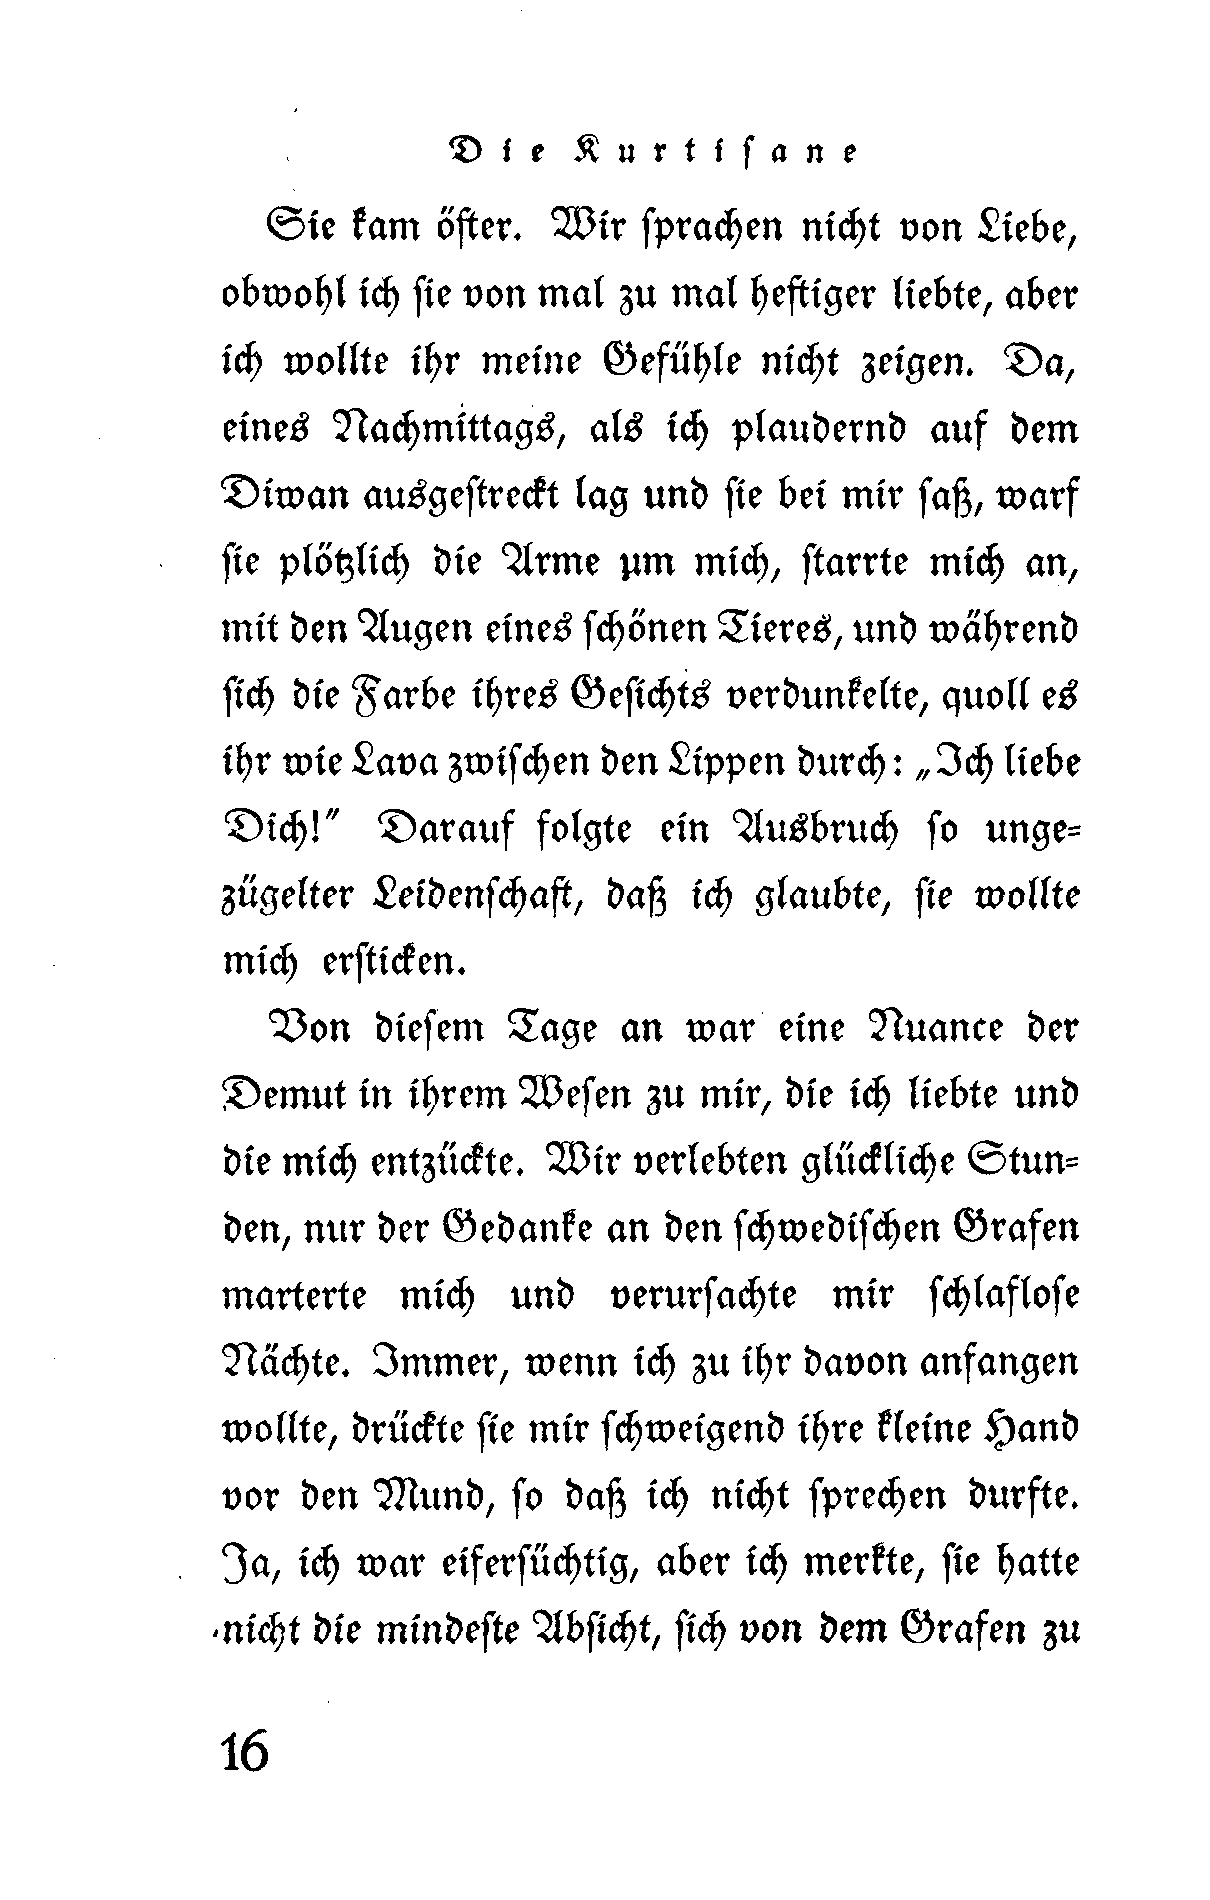 Die Kurtiſane
Sie kam öfter. Wir ſprachen nicht von Liebe,
obwohl ich ſie von mal zu mal heftiger liebte, aber
ich wollte ihr meine Gefühle nicht zeigen. Da,
eines Nachmittags, als ich plaudernd auf dem
Diwan ausgeſtreckt lag und ſie bei mir ſaß, warf
ſie plötzlich die Arme um mich, ſtarrte mich an,
mit den Augen eines ſchönen Tieres, und während
ſich die Farbe ihres Geſichts verdunkelte, quoll es
ihr wie Lava zwiſchen den Lippen durch: „Ich liebe
Dich!" Darauf folgte ein Ausbruch ſo unge=
zügelter Leidenſchaft, daß ich glaubte, ſie wollte
mich erſticken.
Von dieſem Tage an war eine Nuance der
Demut in ihrem Weſen zu mir, die ich liebte und
die mich entzückte. Wir verlebten glückliche Stun=
den, nur der Gedanke an den ſchwediſchen Grafen
marterte mich und verurſachte mir ſchlafloſe
Nächte. Immer, wenn ich zu ihr davon anfangen
wollte, drückte ſie mir ſchweigend ihre kleine Hand
vor den Mund, ſo daß ich nicht ſprechen durfte.
Ja, ich war eiferſüchtig, aber ich merkte, ſie hatte
nicht die mindeſte Abſicht, ſich von dem Grafen zu
16